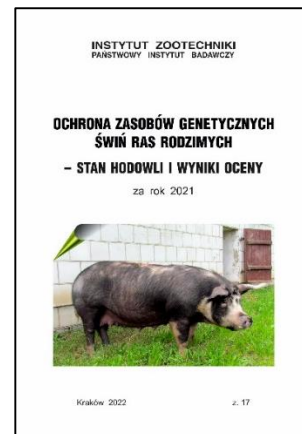 INSTYTUT ZOOTECHNIKI
PAŃSTWOWY INSTYTUT BADAWCZY
OCHRONA ZASOBÓW GENETYCZNYCH
ŚWIŃ RAS RODZIMYCH
– STAN HODOWLI I WYNIKI OCENY
za rok 2021
Kraków 2022 z. 17